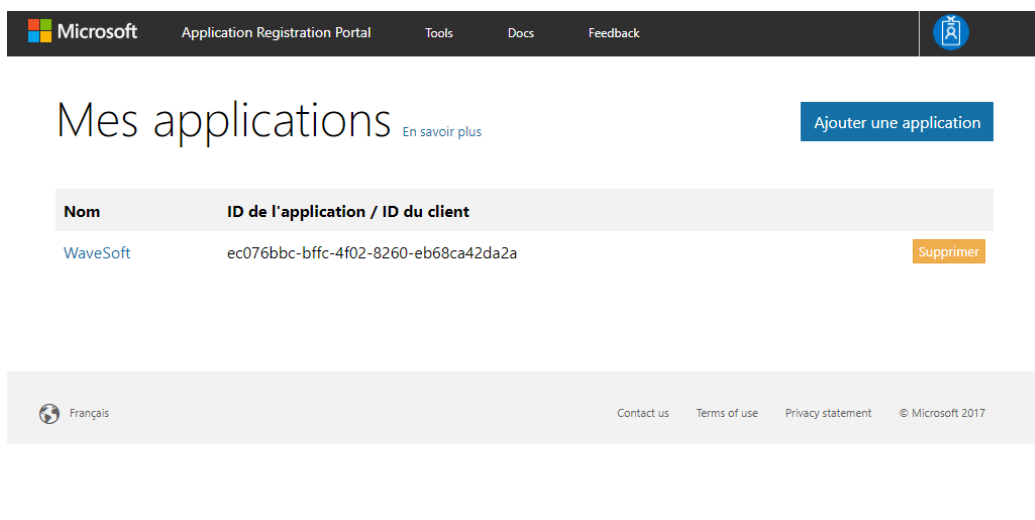 Microsoft Application Registration Portal Tools Docs Feedback
Mes applications En savoir plus Ajouter une application
Nom ID de l'application / ID du client
WaveSoft ec076bbc-bffc-4f02-8260-eb68ca42da2a Supprimer
Français Contact us Terms of use Privacy statement © Microsoft 2017